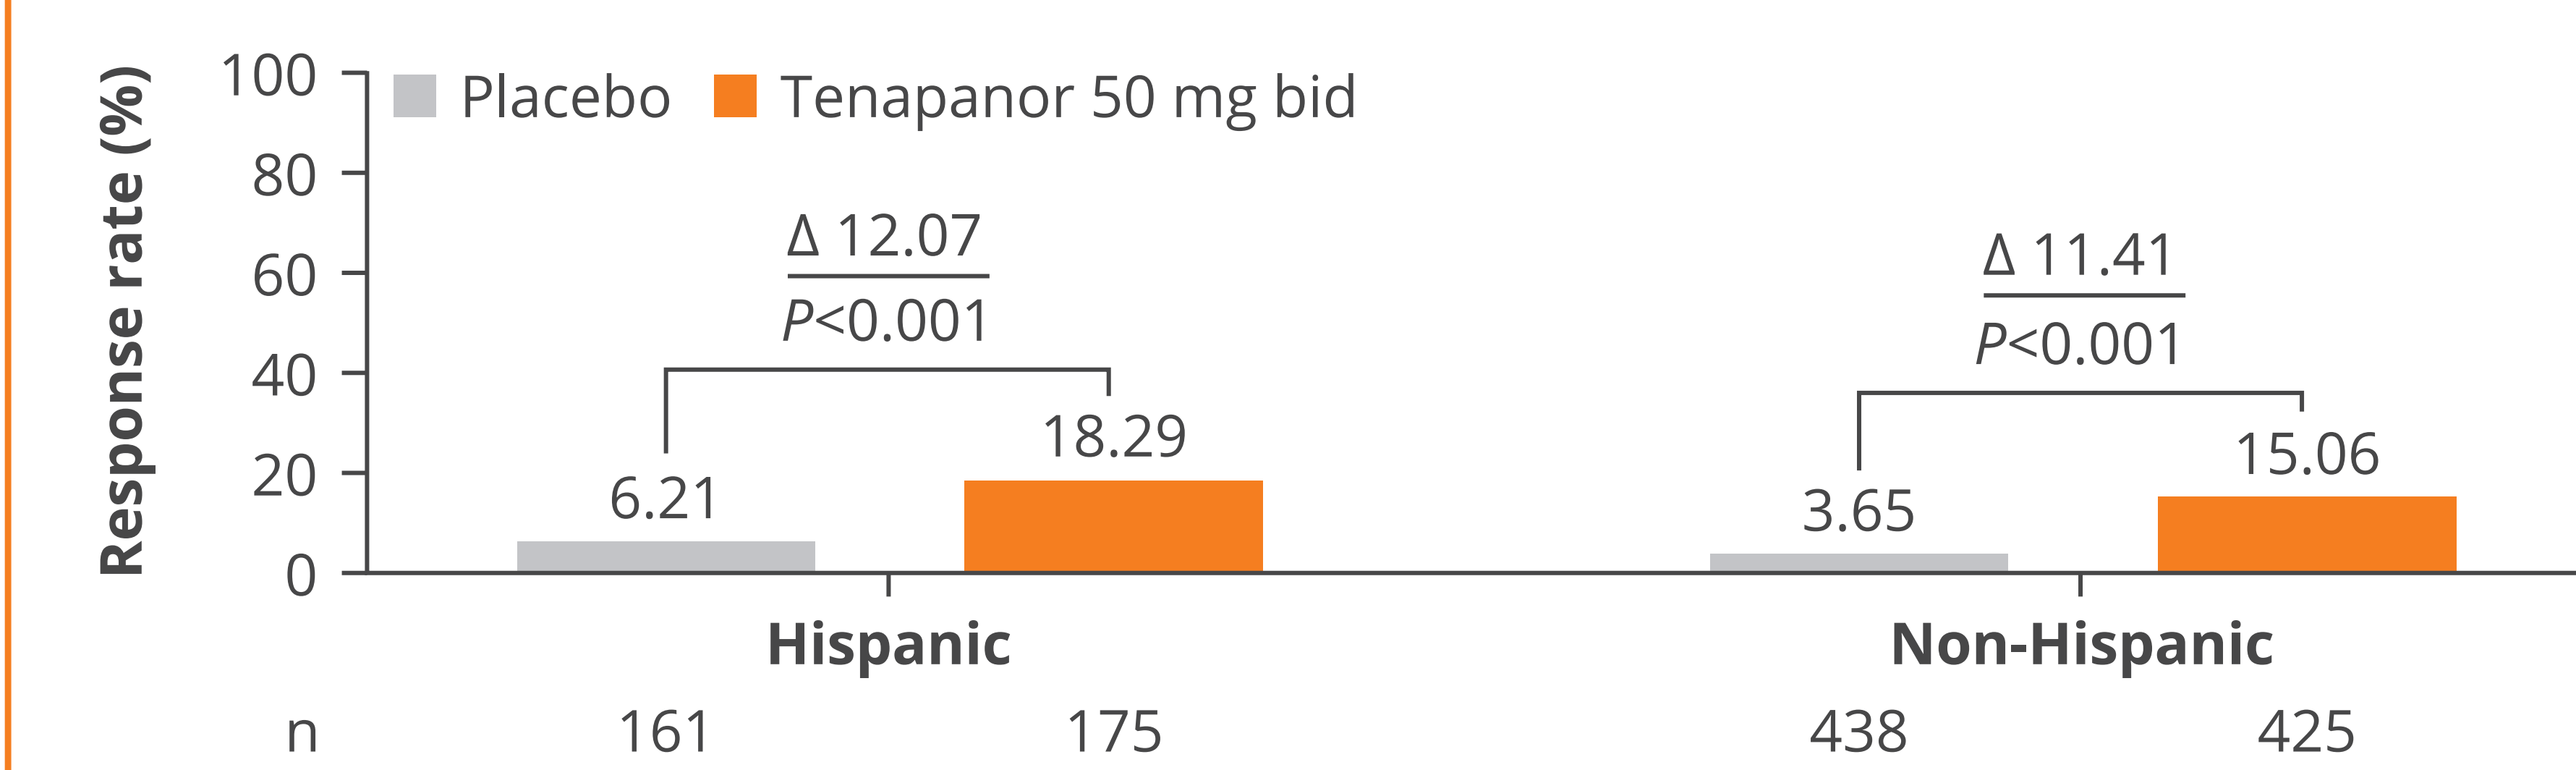 Response rate (%)
100
80
60
40
20
0
Placebo
Tenapanor 50 mg bid
Δ 12.07
P<0.001
6.21
18.29
Δ 11.41
P<0.001
3.65
15.06
Hispanic
Non-Hispanic
n 161 175 438 425